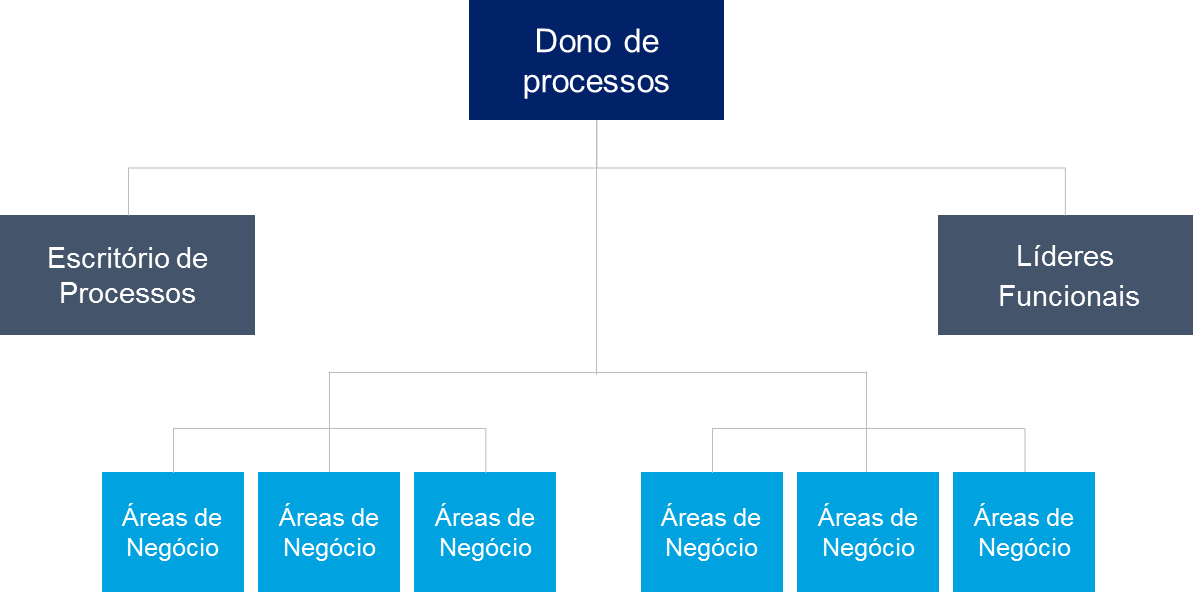 Dono de
processos
Escritório de
Processos
Líderes
Funcionais
Áreas de
Negócio
Áreas de
Negócio
Áreas de
Negócio
Áreas de
Negócio
Áreas de
Negócio
Áreas de
Negócio